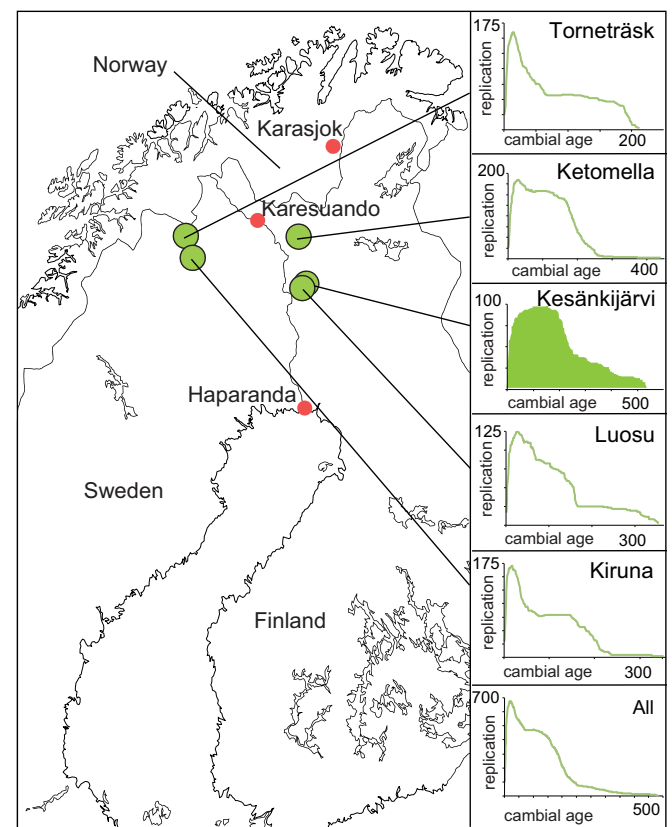 Norway
Karasjok
Karesuando
Haparanda
Sweden
Finland
175
Torneträsk
replication
cambial age
200
200
Ketomella
replication
cambial age
400
100
Kesänkijärvi
replication
cambial age
500
125
Luosu
replication
cambial age
300
175
Kiruna
replication
cambial age
300
700
All
replication
cambial age
500